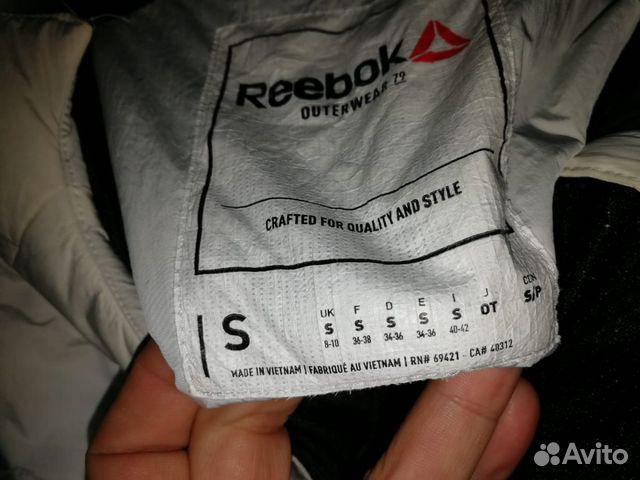 Reebok
OUTERWEAR 79
CRAFTED FOR QUALITY AND STYLE
S
UK F D E I J CDN
S S S S S OT S/P
8-10 36-38 34-36 34-36 40-42
MADE IN VIETNAM | FABRIQUÉ AU VIETNAM | RN# 69421 - CA# 40312
Avito